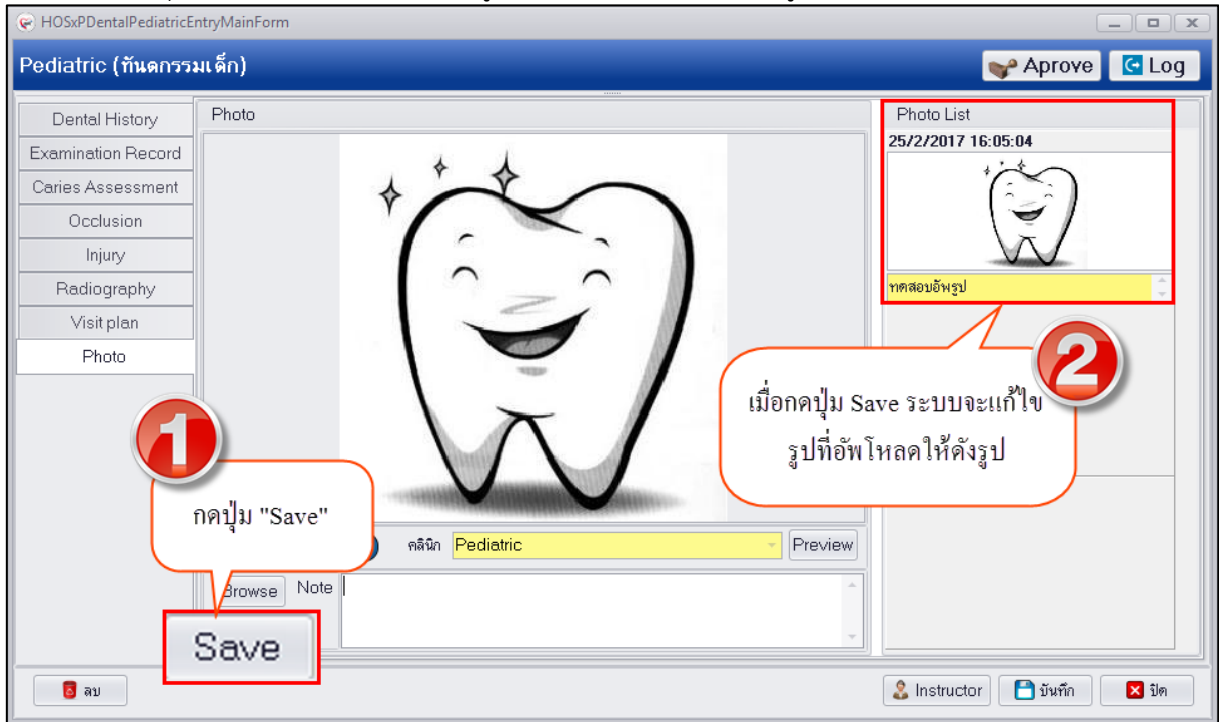 HOSxPDentalPediatricEntryMainForm
Pediatric (ทันตกรรมเด็ก)
Aprove
Log
Dental History
Examination Record
Caries Assessment
Occlusion
Injury
Radiography
Visit plan
Photo
Photo
Photo List
25/2/2017 16:05:04
ทดสอบอัพรูป
1
กดปุ่ม "Save"
2
เมื่อกดปุ่ม Save ระบบจะแก้ไข
รูปที่อัพโหลดให้ดังรูป
คลินิก Pediatric
Preview
Browse Note
Save
ลบ
Instructor
บันทึก
ปิด